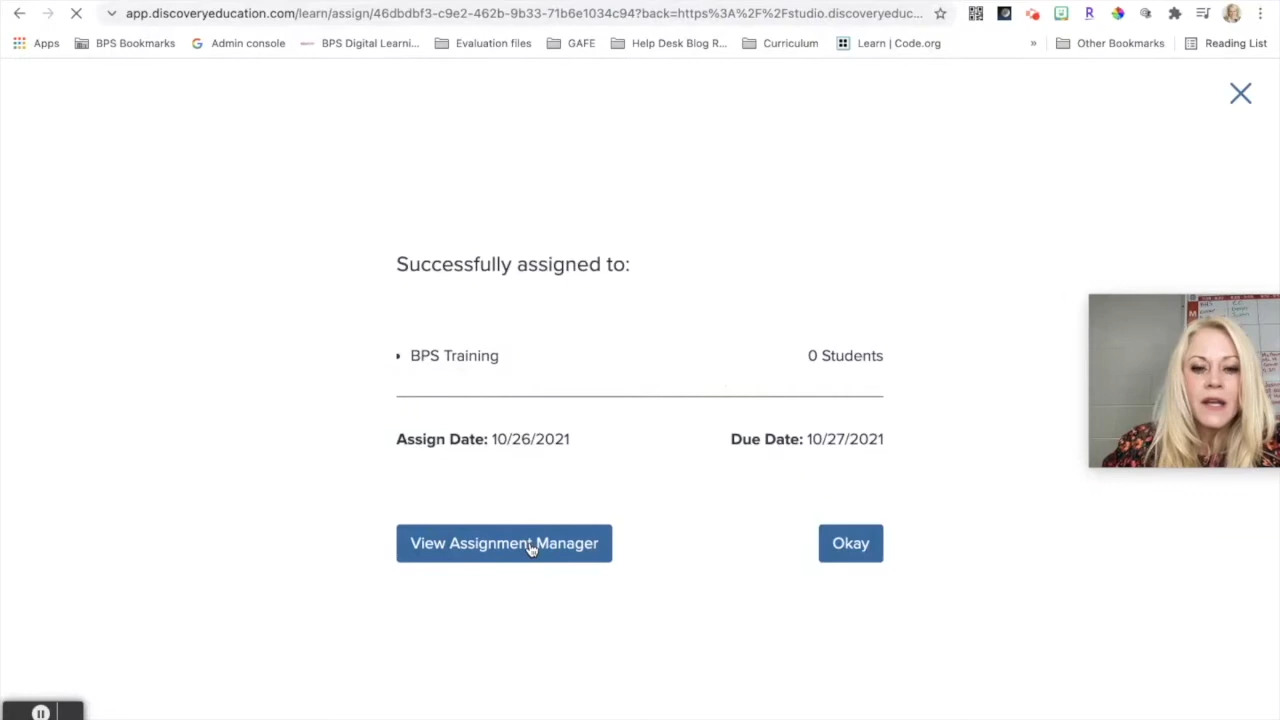 app.discoveryeducation.com/learn/assign/46dbdbf3-c9e2-462b-9b33-71b6e1034c94?back=https%3A%2F%2Fstudio.discoveryeduc...
Apps BPS Bookmarks Admin console BPS Digital Learni... Evaluation files GAFE Help Desk Blog R... Curriculum Learn | Code.org » Other Bookmarks Reading List
Successfully assigned to:
BPS Training 0 Students
Assign Date: 10/26/2021 Due Date: 10/27/2021
View Assignment Manager Okay